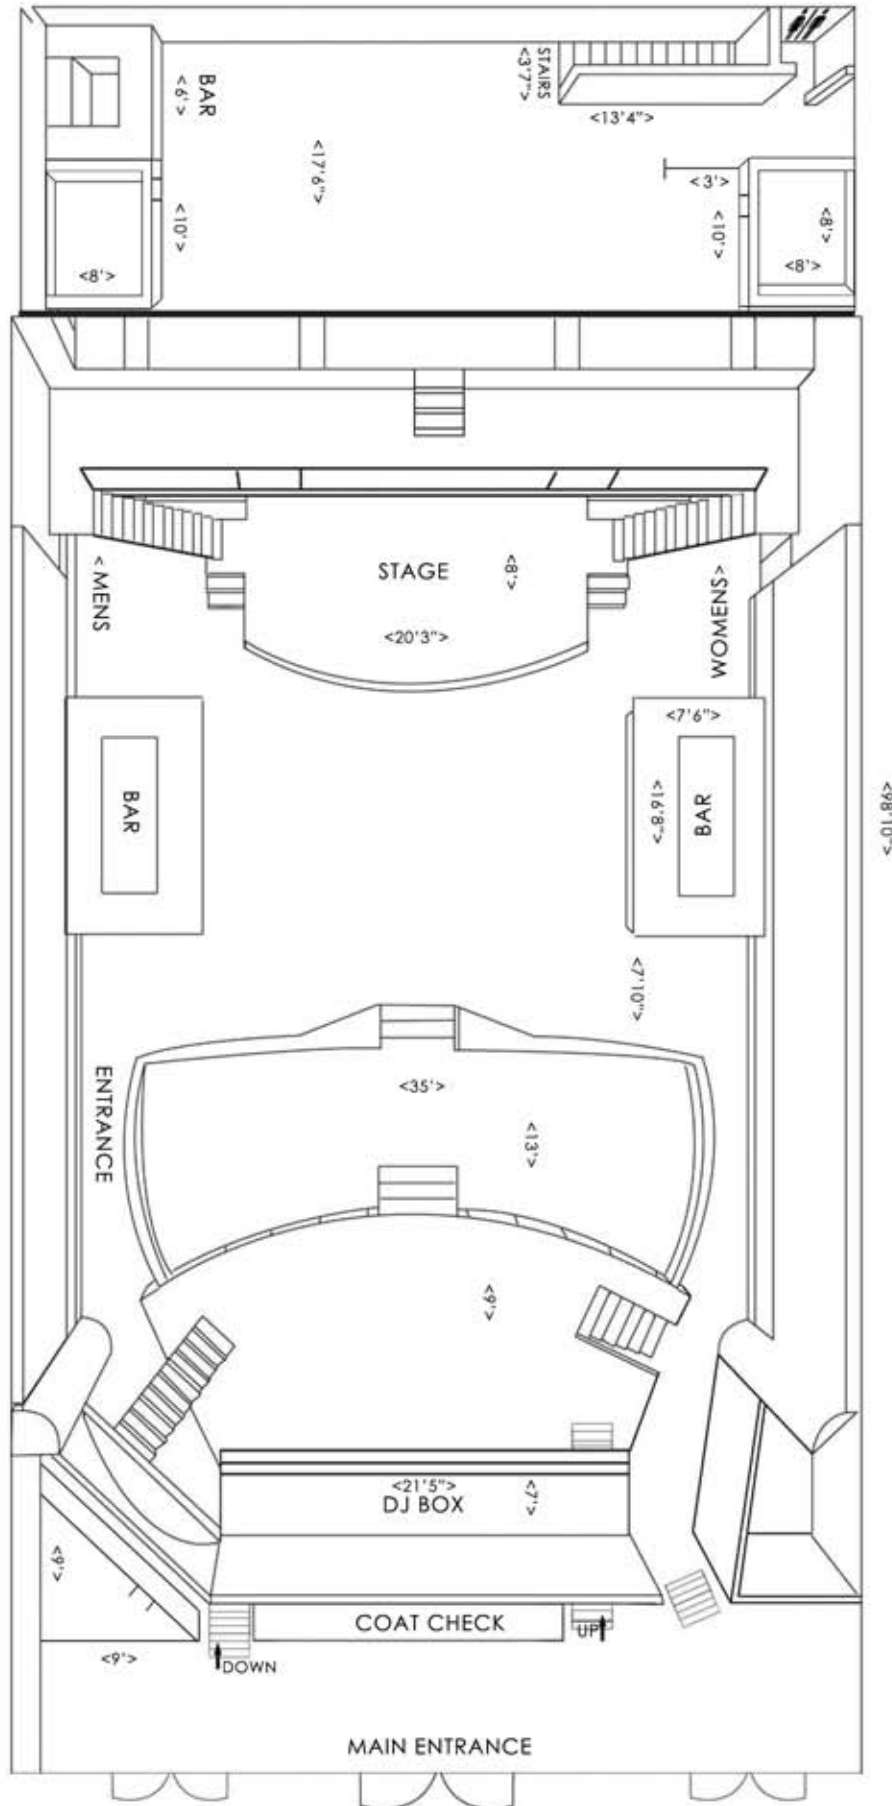 STAIRS
<3'7">
BAR
<6'>
<13'4">
<17'6">
<3'>
<10'>
<10'>
<8'>
<8'>
<8'>
STAGE
<8'>
< MENS
WOMENS>
<20'3">
<7'6">
BAR
<16'8">
BAR
<98'10">
<7'10">
ENTRANCE
<35'>
<13'>
<9'>
<21'5">
DJ BOX
<7'>
<9'>
COAT CHECK
UP
<9'>
DOWN
MAIN ENTRANCE